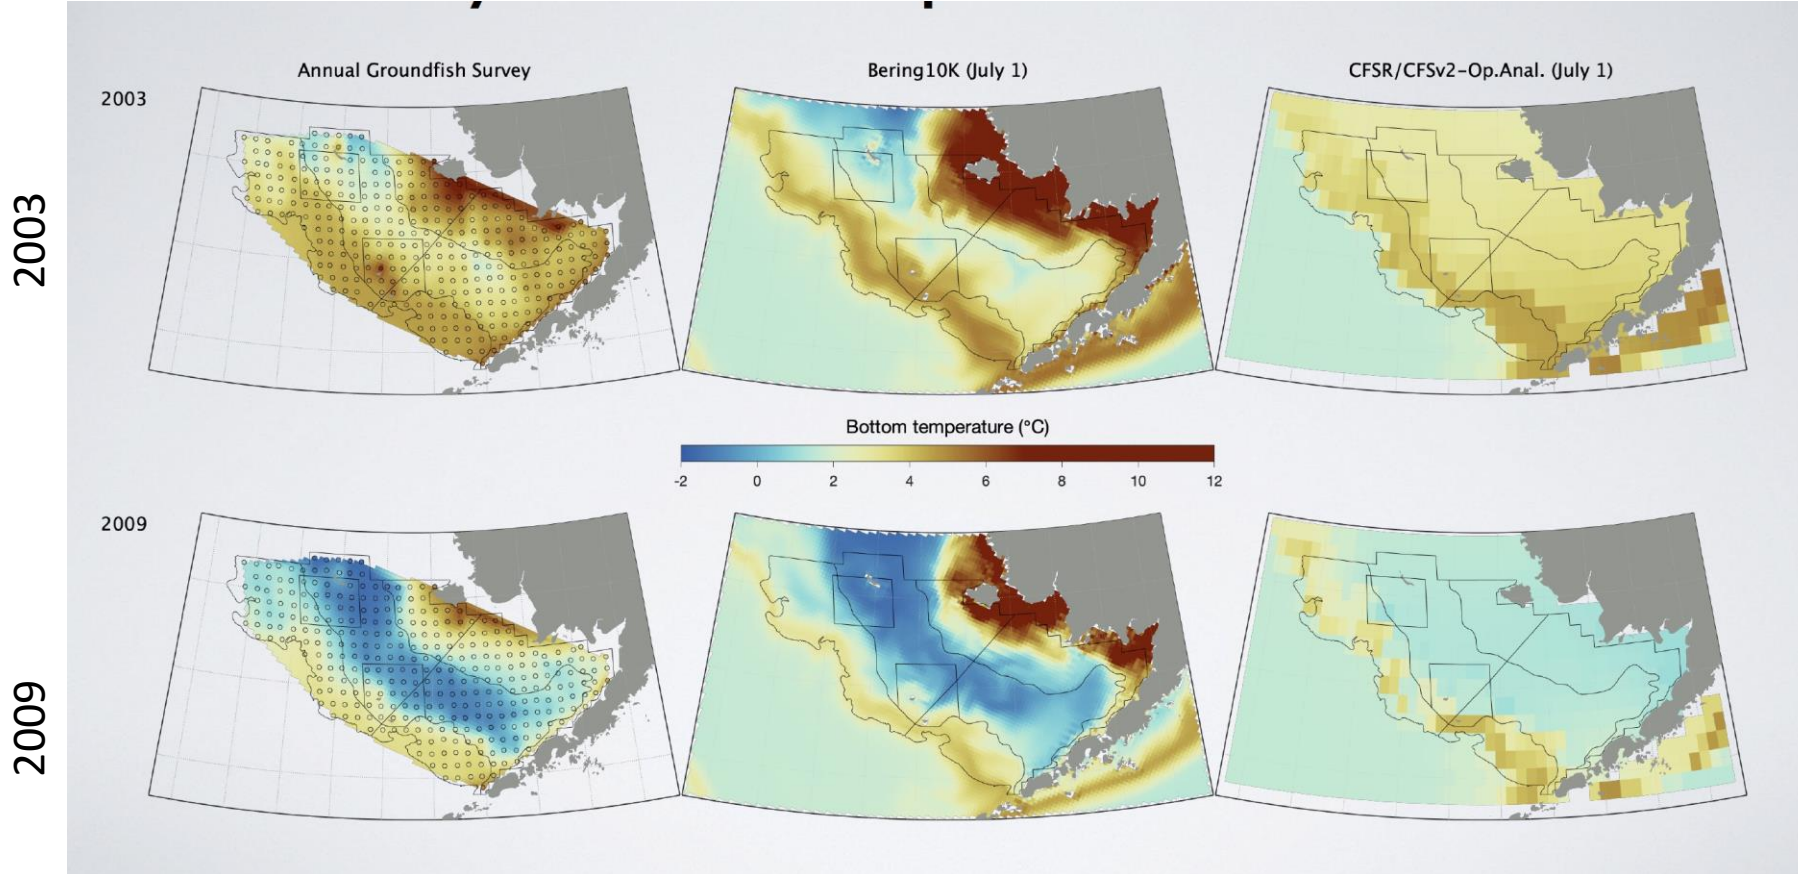 Annual Groundfish Survey
Bering10K (July 1)
CFSR/CFSv2-Op.Anal. (July 1)
2003
2003
Bottom temperature (°C)
-2 0 2 4 6 8 10 12
2009
2009